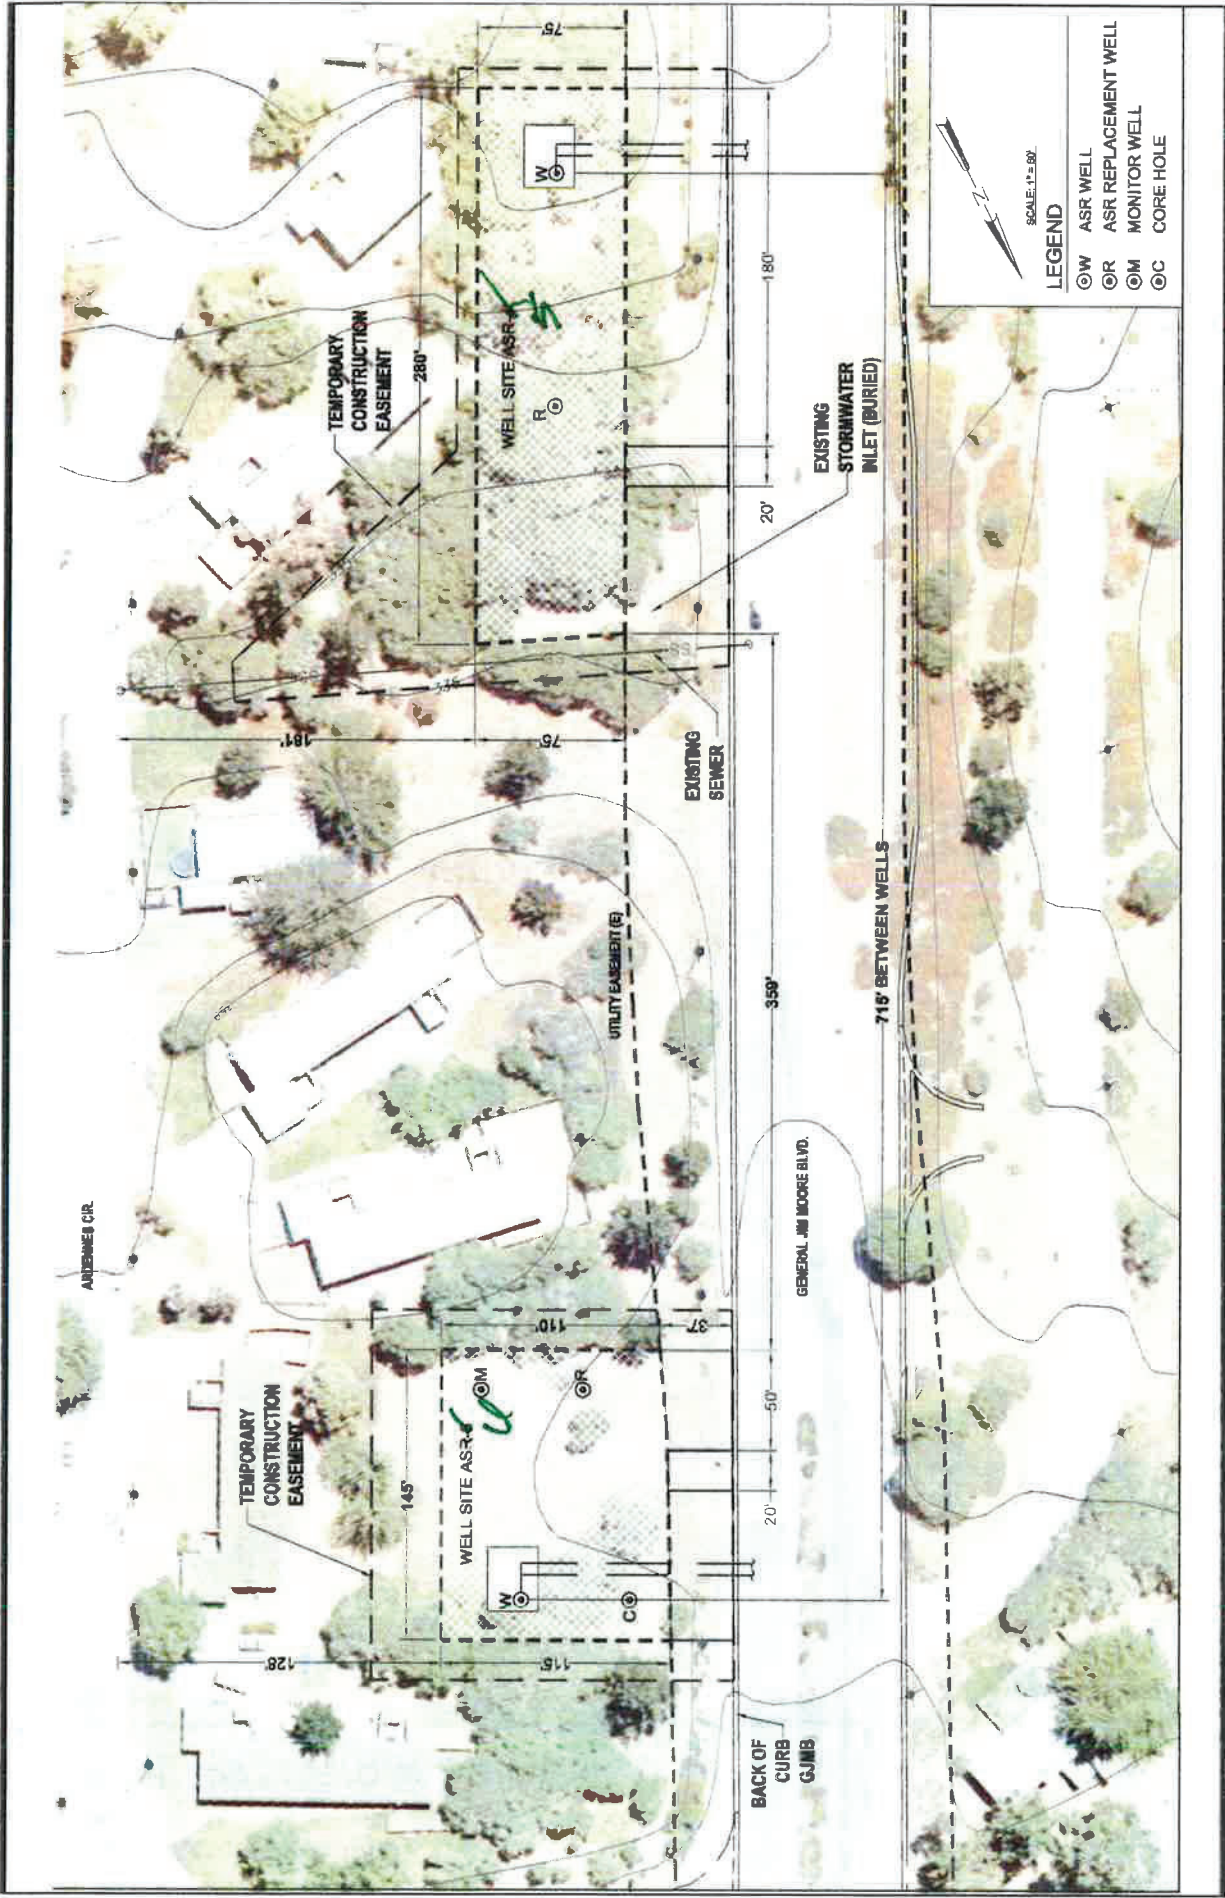 ARDENNES CIR.
TEMPORARY
CONSTRUCTION
EASEMENT
128'
145'
WELL SITE ASR-
6
M
R
W
C
115'
110'
37'
50'
20'
BACK OF
CURB
GJMB
GENERAL JIM MOORE BLVD.
715' BETWEEN WELLS
359'
UTILITY EASEMENT (E)
181'
75'
EXISTING
SEWER
TEMPORARY
CONSTRUCTION
EASEMENT
280'
WELL SITE ASR-
5
R
W
75'
180'
20'
EXISTING
STORMWATER
INLET (BURIED)
N
SCALE: 1" = 60'
LEGEND
W ASR WELL
R ASR REPLACEMENT WELL
M MONITOR WELL
C CORE HOLE